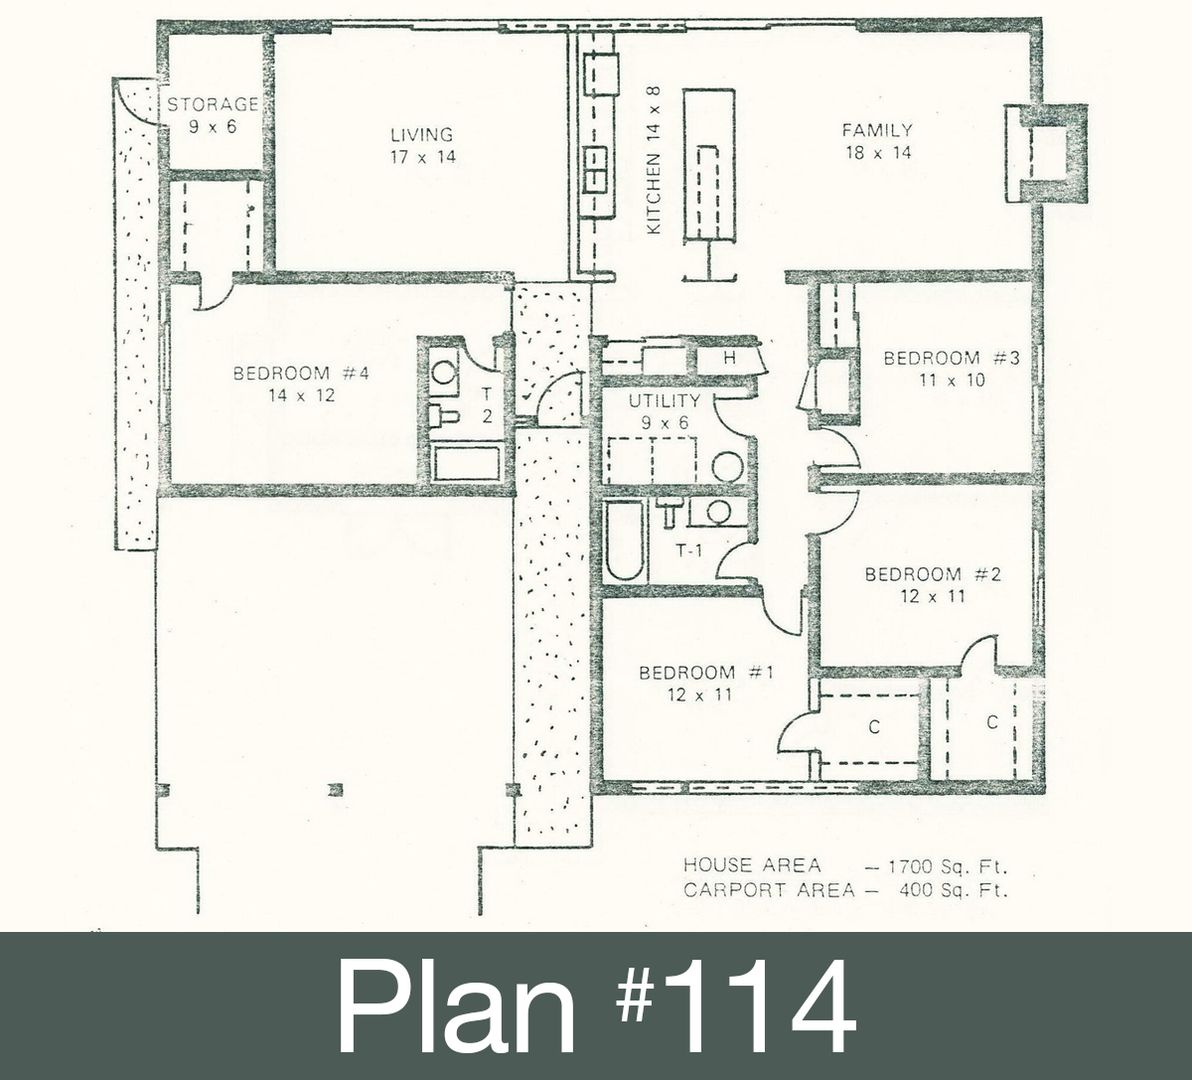 STORAGE
9 x 6
LIVING
17 x 14
KITCHEN 14 x 8
FAMILY
18 x 14
BEDROOM #4
14 x 12
T
2
H
UTILITY
9 x 6
BEDROOM #3
11 x 10
T-1
BEDROOM #2
12 x 11
BEDROOM #1
12 x 11
C
C
HOUSE AREA – 1700 Sq. Ft.
CARPORT AREA – 400 Sq. Ft.
Plan #114